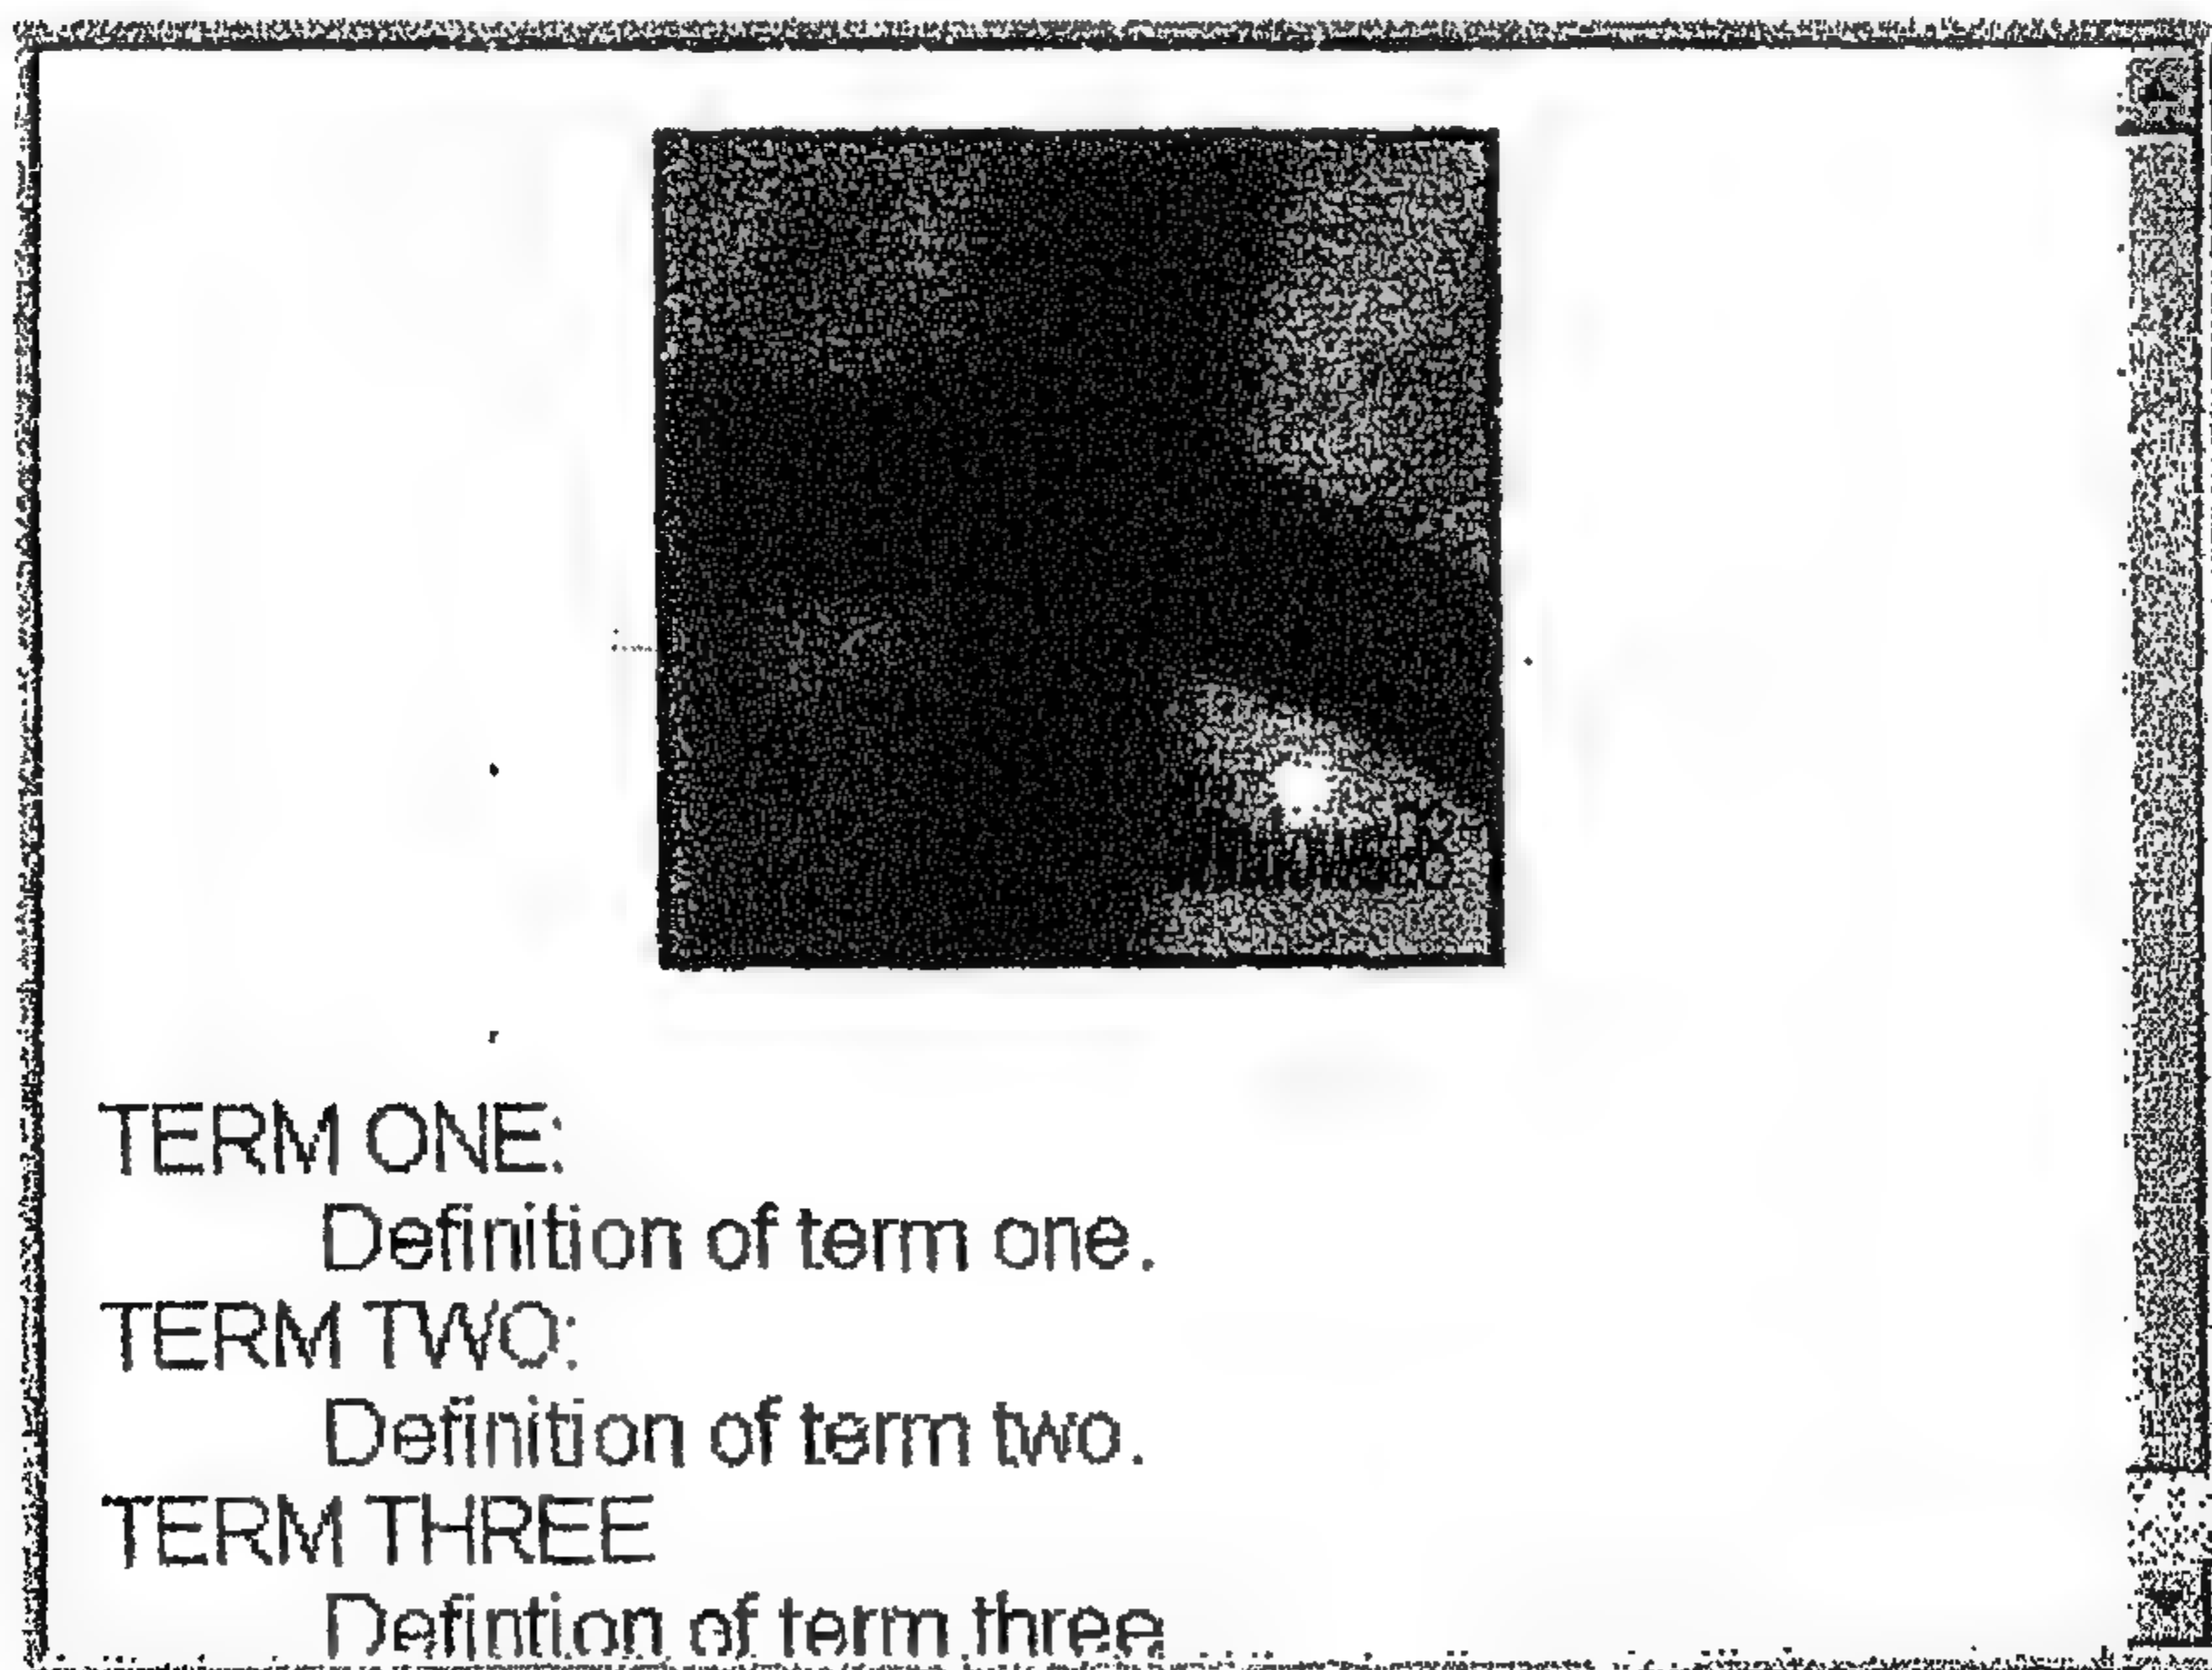 TERM ONE:
Definition of term one.
TERM TWO:
Definition of term two.
TERM THREE
Defintion of term three